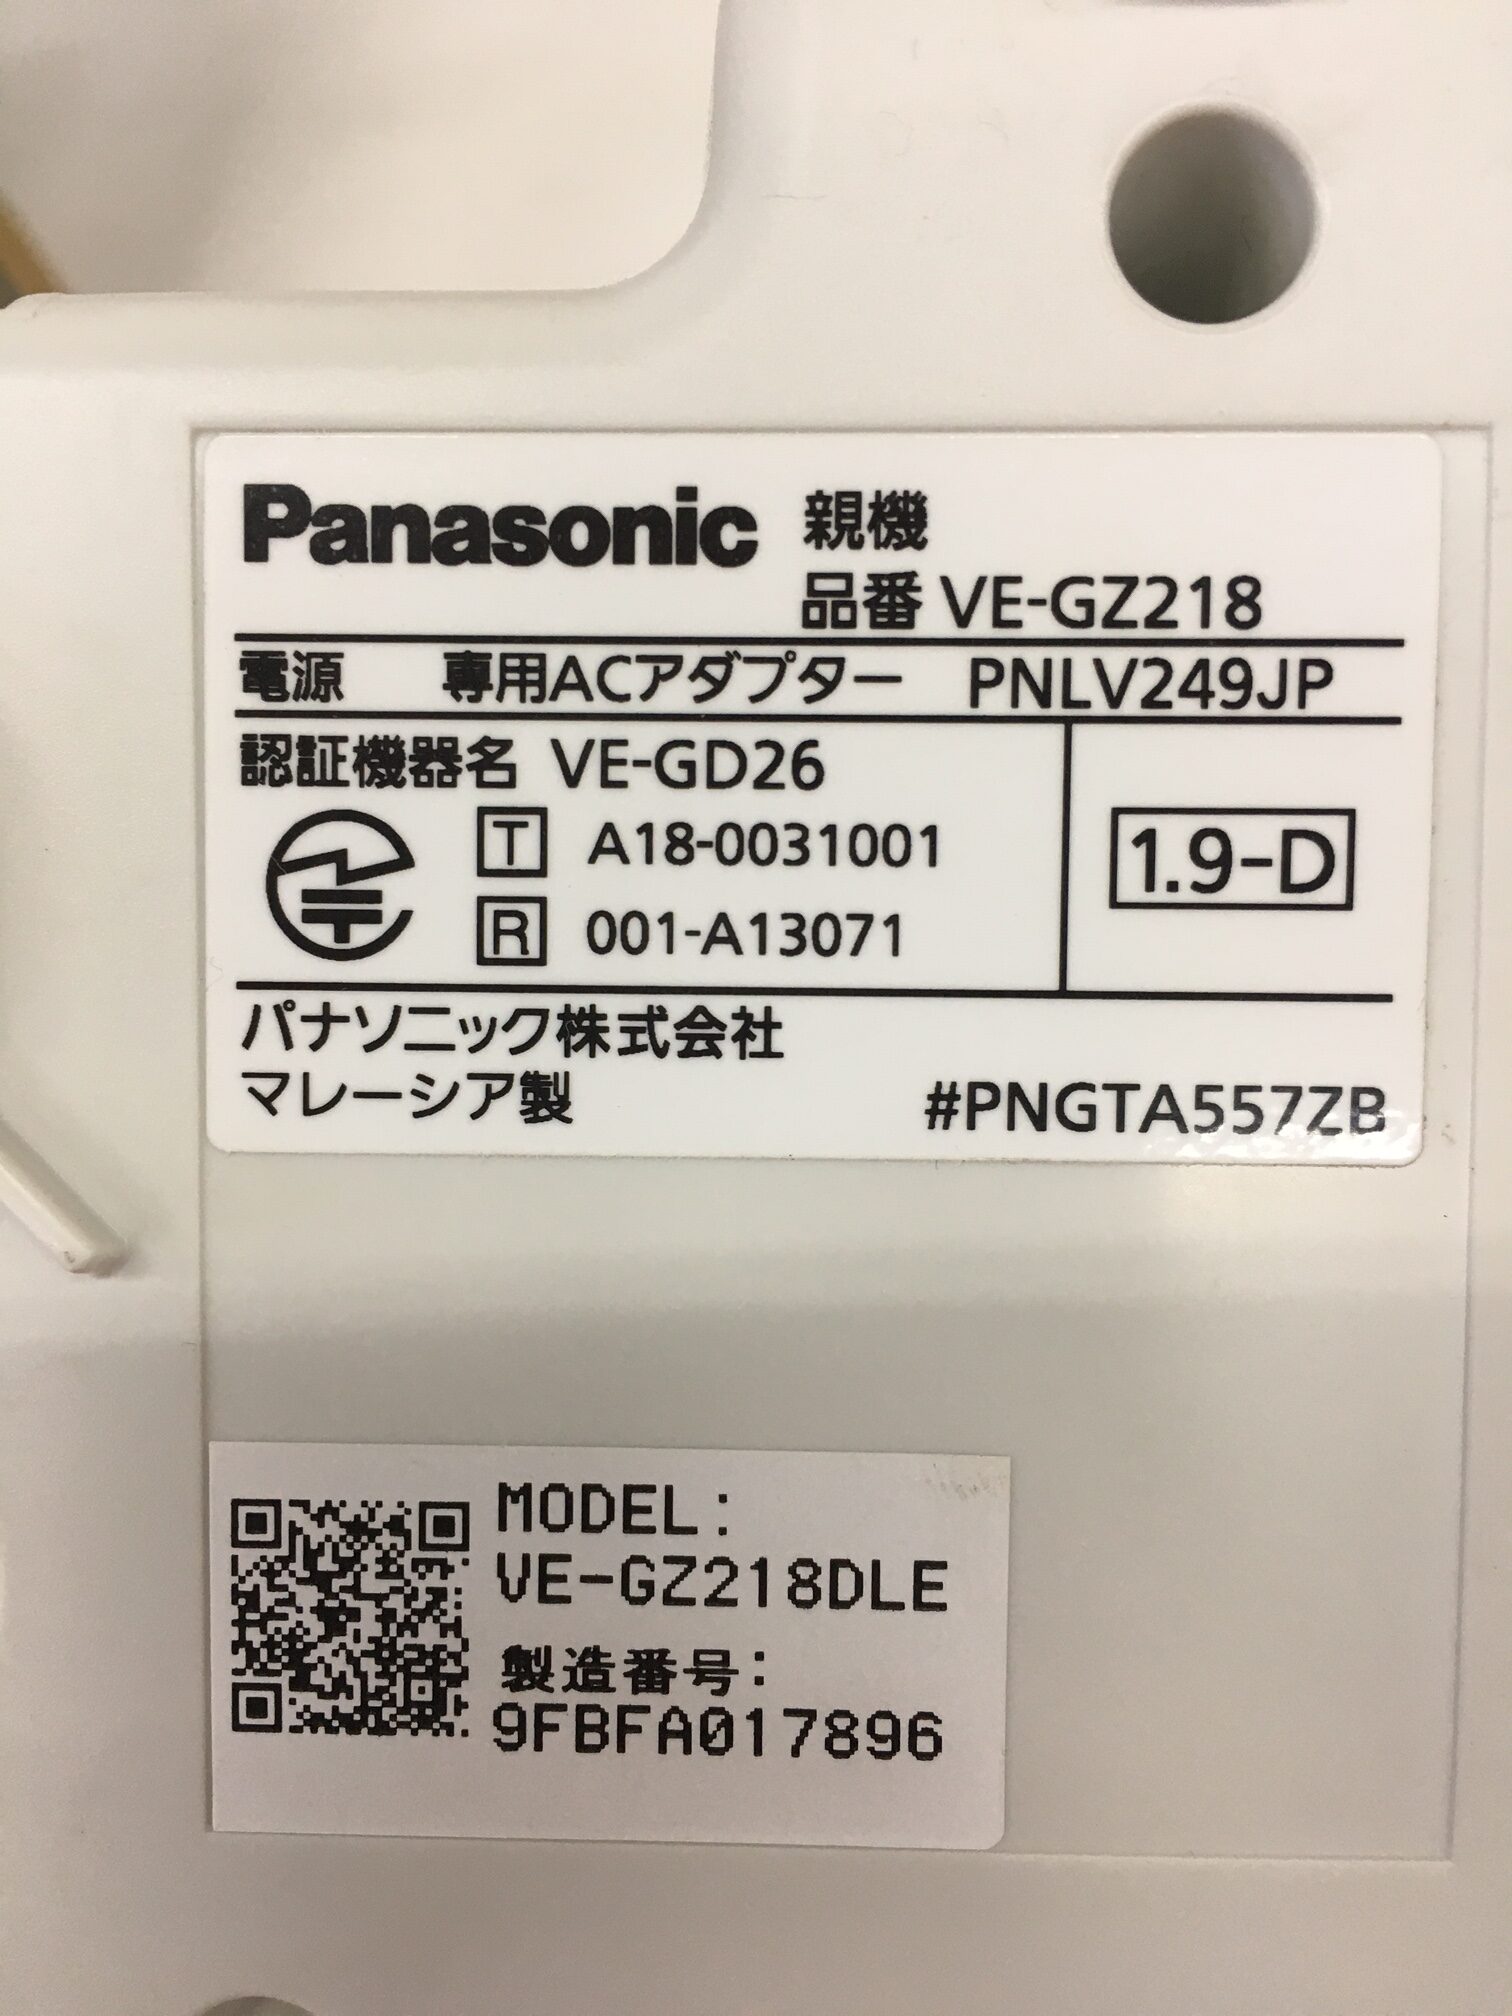 Panasonic 親機
品番 VE-GZ218
電源 専用ACアダプター PNLV249JP
認証機器名 VE-GD26
T A18-0031001
R 001-A13071
1.9-D
パナソニック株式会社
マレーシア製 #PNGTA557ZB
MODEL:
VE-GZ218DLE
製造番号:
9FBFA017896